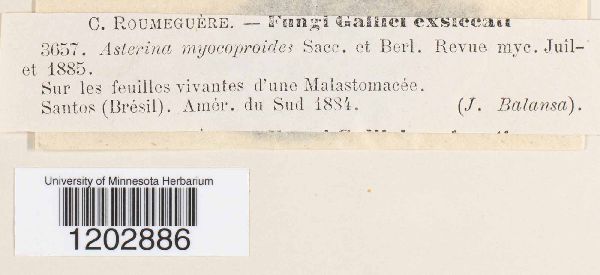 C. ROUMEGUÈRE. — Fungi Gallici exsiccati
3657. Asterina myocoproides Sacc. et Berl. Revue myc. Juil-
et 1885.
Sur les feuilles vivantes d'une Malastomacée.
Santos (Brésil). Amér. du Sud 1884. (J. Balansa).
University of Minnesota Herbarium
1202886